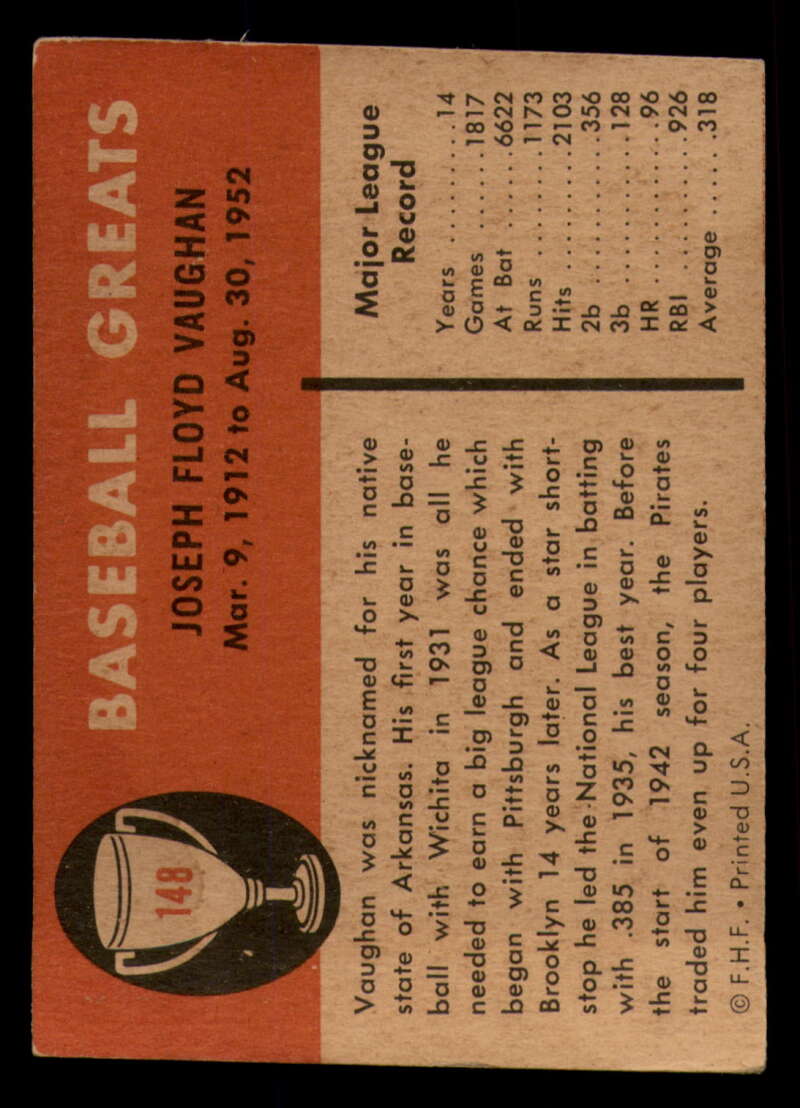 148
BASEBALL GREATS
JOSEPH FLOYD VAUGHAN
Mar. 9, 1912 to Aug. 30, 1952
Vaughan was nicknamed for his native
state of Arkansas. His first year in base-
ball with Wichita in 1931 was all he
needed to earn a big league chance which
began with Pittsburgh and ended with
Brooklyn 14 years later. As a star short-
stop he led the National League in batting
with .385 in 1935, his best year. Before
the start of 1942 season, the Pirates
traded him even up for four players.
© F.H.F. • Printed U.S.A.
Major League
Record
Years .........14
Games ......1817
At Bat ......6622
Runs ........1173
Hits .........2103
2b ..........356
3b ..........128
HR ..........96
RBI .........926
Average ......318